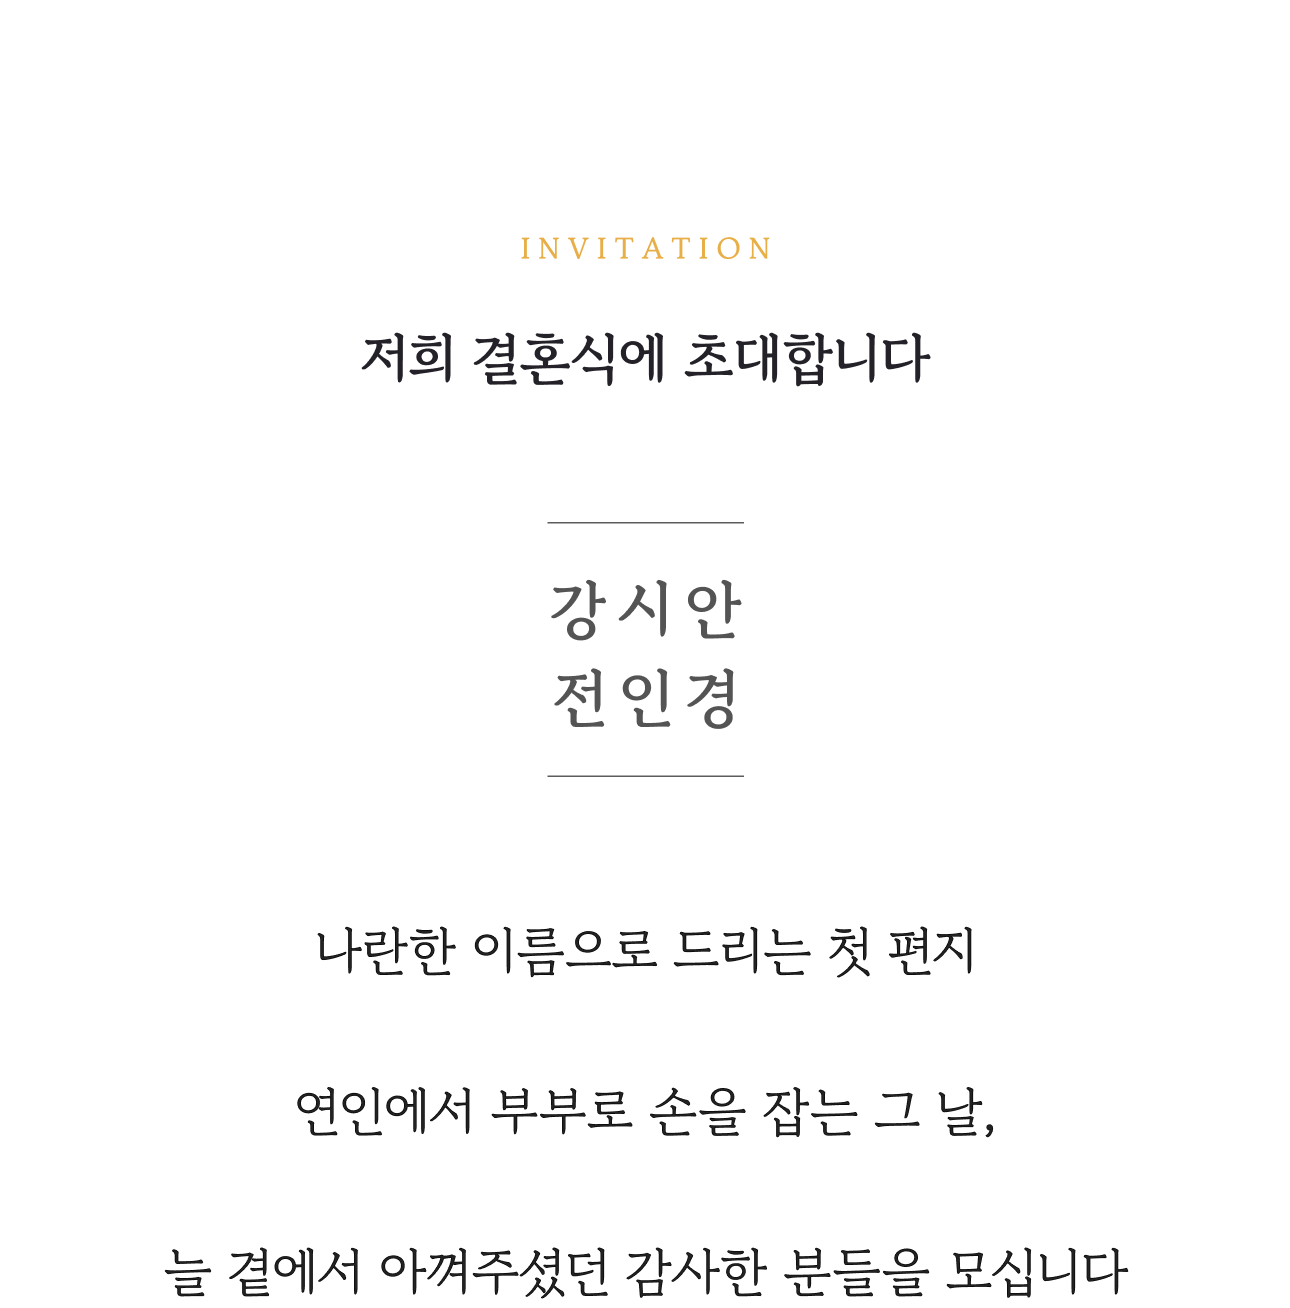 INVITATION
저희 결혼식에 초대합니다
강시안
전인경
나란한 이름으로 드리는 첫 편지
연인에서 부부로 손을 잡는 그 날,
늘 곁에서 아껴주셨던 감사한 분들을 모십니다